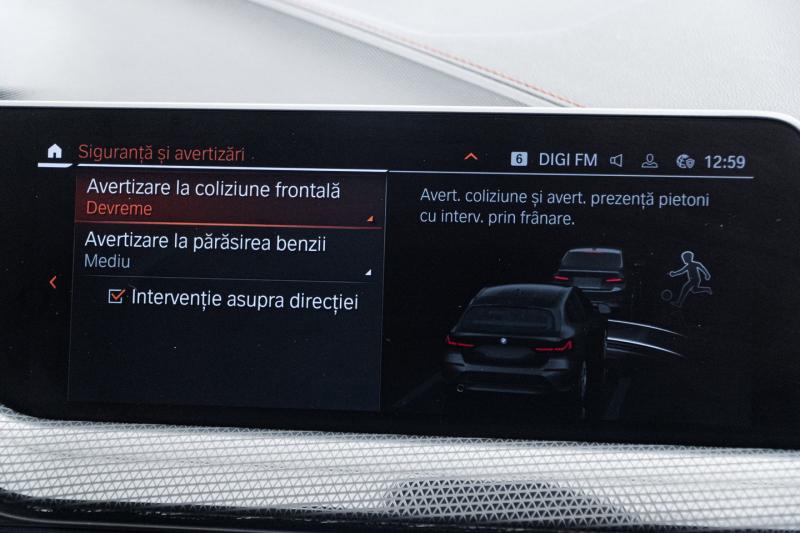 Siguranță și avertizări
6 DIGI FM 12:59
Avertizare la coliziune frontală
Devreme
Avertizare la părăsirea benzii
Mediu
Intervenție asupra direcției
Avert. coliziune și avert. prezență pietoni
cu interv. prin frânare.